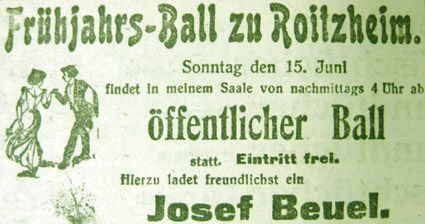 Frühjahrs-Ball zu Roitzheim.
Sonntag den 15. Juni
findet in meinem Saale von nachmittags 4 Uhr ab
öffentlicher Ball
statt. Eintritt frei.
Hierzu ladet freundlichst ein
Josef Beuel.